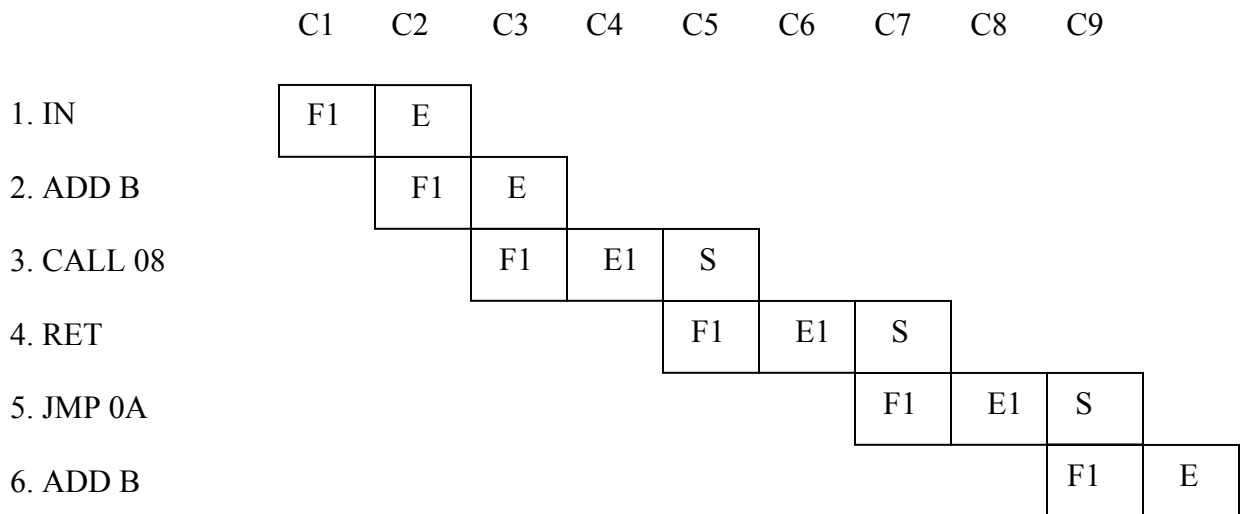 C1 C2 C3 C4 C5 C6 C7 C8 C9
1. IN F1 E
2. ADD B F1 E
3. CALL 08 F1 E1 S
4. RET F1 E1 S
5. JMP 0A F1 E1 S
6. ADD B F1 E